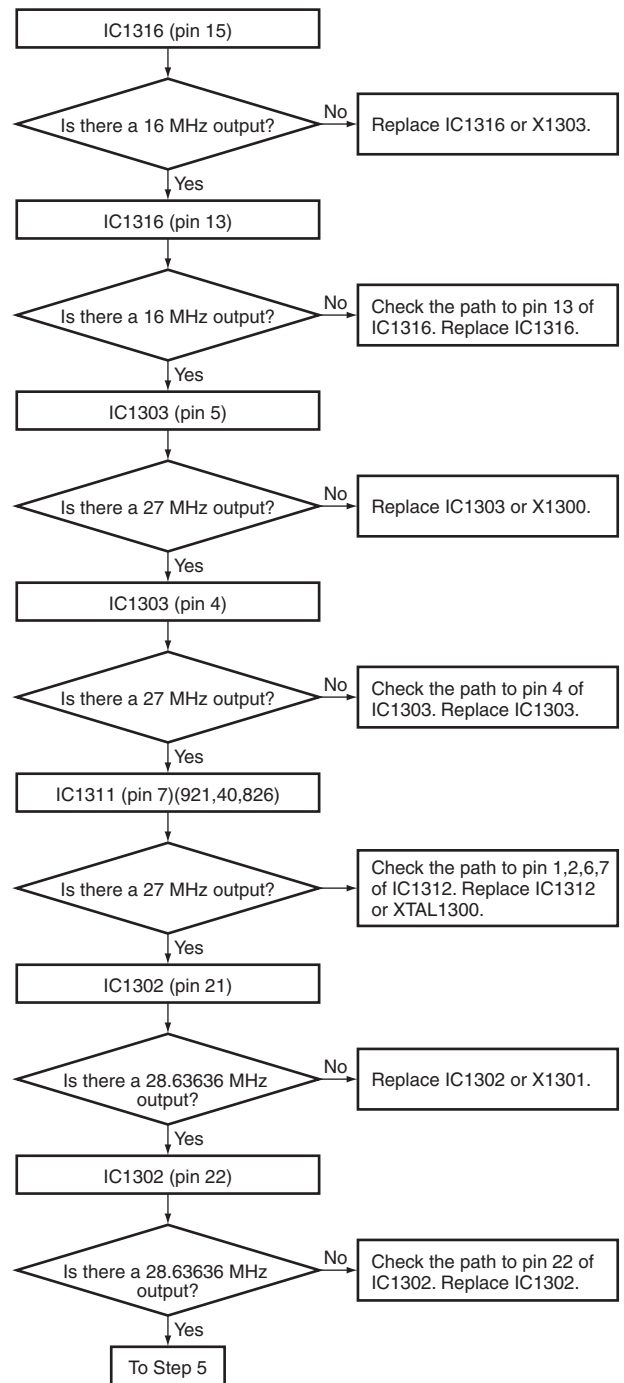 IC1316 (pin 15)
Is there a 16 MHz output?
No
Replace IC1316 or X1303.
Yes
IC1316 (pin 13)
Is there a 16 MHz output?
No
Check the path to pin 13 of
IC1316. Replace IC1316.
Yes
IC1303 (pin 5)
Is there a 27 MHz output?
No
Replace IC1303 or X1300.
Yes
IC1303 (pin 4)
Is there a 27 MHz output?
No
Check the path to pin 4 of
IC1303. Replace IC1303.
Yes
IC1311 (pin 7)(921,40,826)
Is there a 27 MHz output?
Check the path to pin 1,2,6,7
of IC1312. Replace IC1312
or XTAL1300.
Yes
IC1302 (pin 21)
Is there a 28.63636 MHz
output?
No
Replace IC1302 or X1301.
Yes
IC1302 (pin 22)
Is there a 28.63636 MHz
output?
No
Check the path to pin 22 of
IC1302. Replace IC1302.
Yes
To Step 5